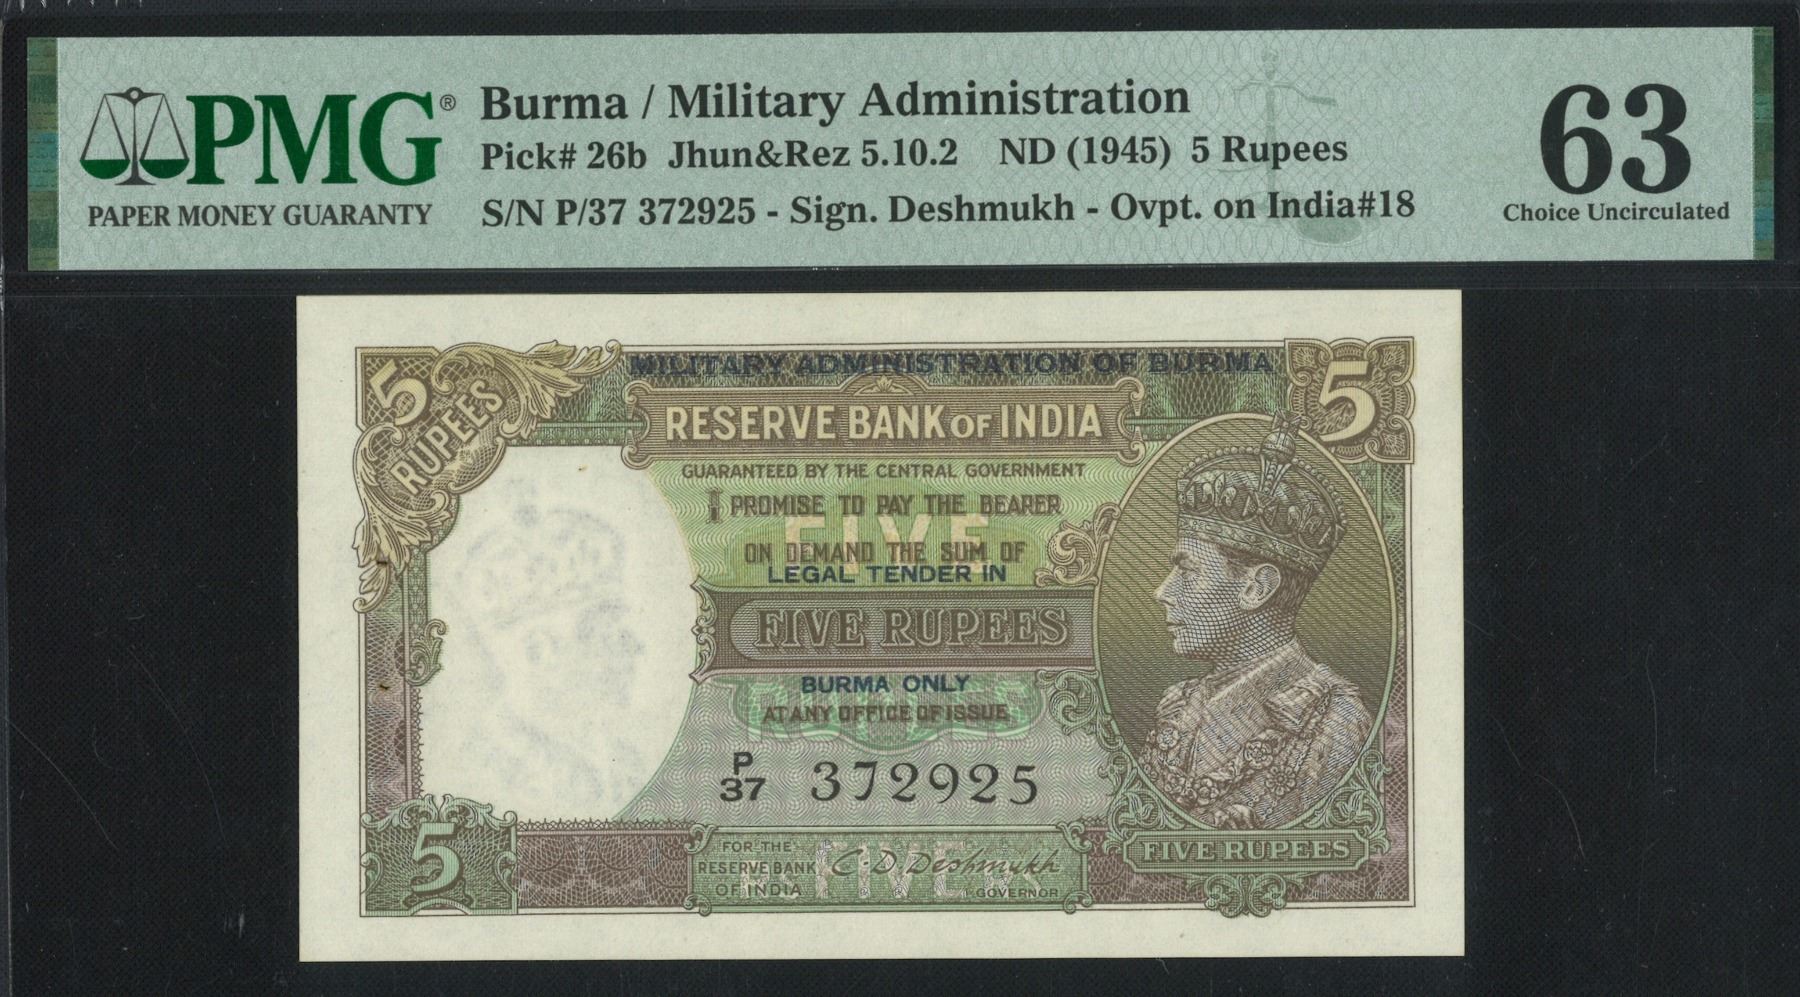 PMG®
PAPER MONEY GUARANTY
Burma / Military Administration
Pick# 26b Jhun&Rez 5.10.2 ND (1945) 5 Rupees
S/N P/37 372925 - Sign. Deshmukh - Ovpt. on India#18
63
Choice Uncirculated
MILITARY ADMINISTRATION OF BURMA
5
RUPEES
5
RESERVE BANK OF INDIA
GUARANTEED BY THE CENTRAL GOVERNMENT
I PROMISE TO PAY THE BEARER
FIVE
ON DEMAND THE SUM OF
LEGAL TENDER IN
FIVE RUPEES
BURMA ONLY
RUPEES
AT ANY OFFICE OF ISSUE
P/37 372925
5
FOR THE
RESERVE BANK
OF INDIA
FIVE
C. D. Deshmukh
GOVERNOR
FIVE RUPEES